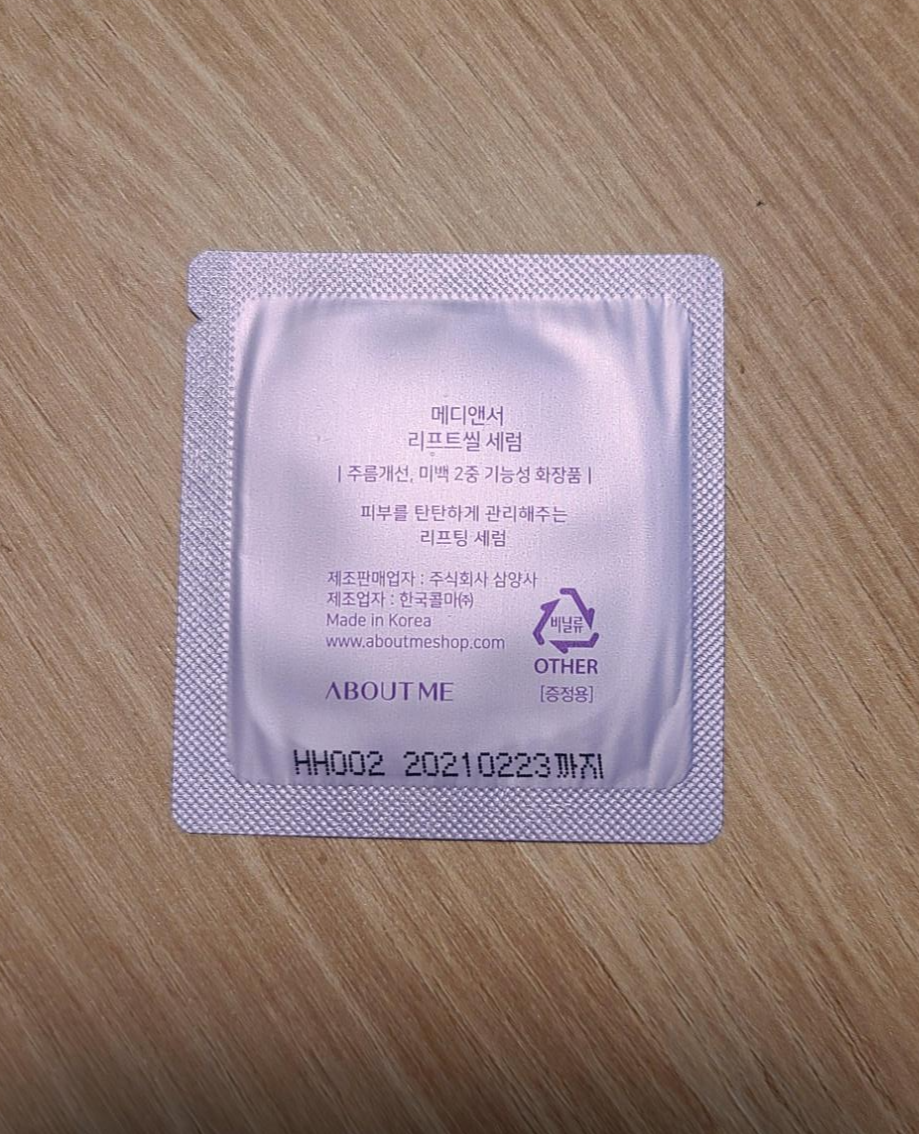 메디앤서
리프트씰 세럼
| 주름개선, 미백 2중 기능성 화장품 |
피부를 탄탄하게 관리해주는
리프팅 세럼
제조판매업자 : 주식회사 삼양사
제조업자 : 한국콜마㈜
Made in Korea
www.aboutmeshop.com
비닐류
OTHER
ABOUT ME
[증정용]
HH002 20210223까지